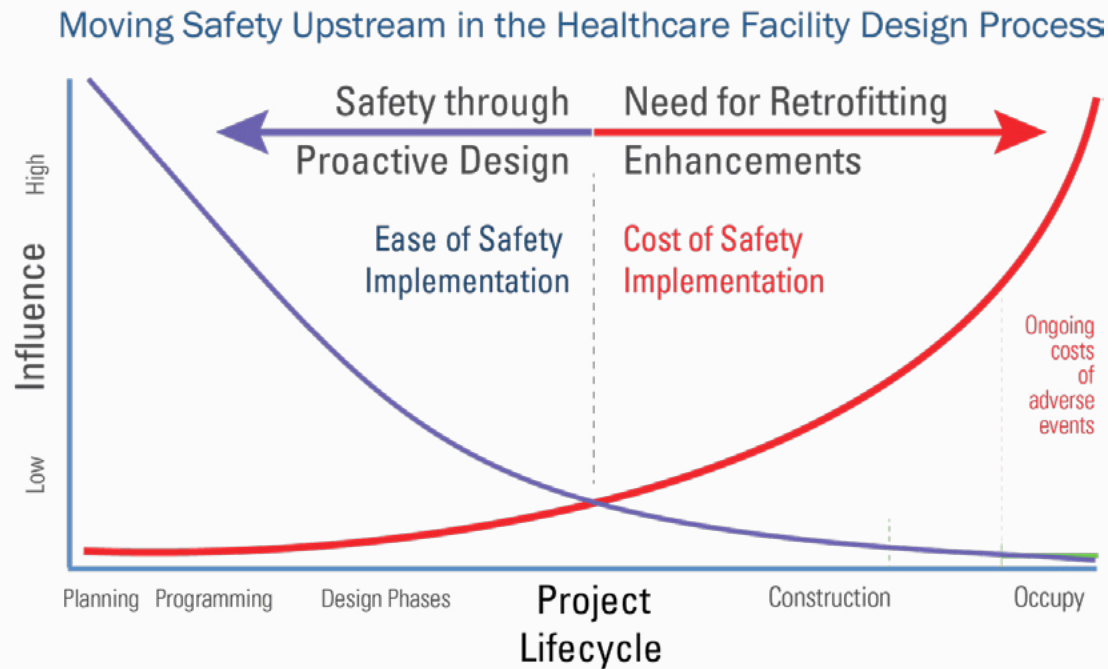 Moving Safety Upstream in the Healthcare Facility Design Process
Safety through
Proactive Design
Need for Retrofitting
Enhancements
Ease of Safety
Implementation
Cost of Safety
Implementation
Ongoing
costs
of
adverse
events
High
Influence
Low
Planning
Programming
Design Phases
Project
Lifecycle
Construction
Occupy